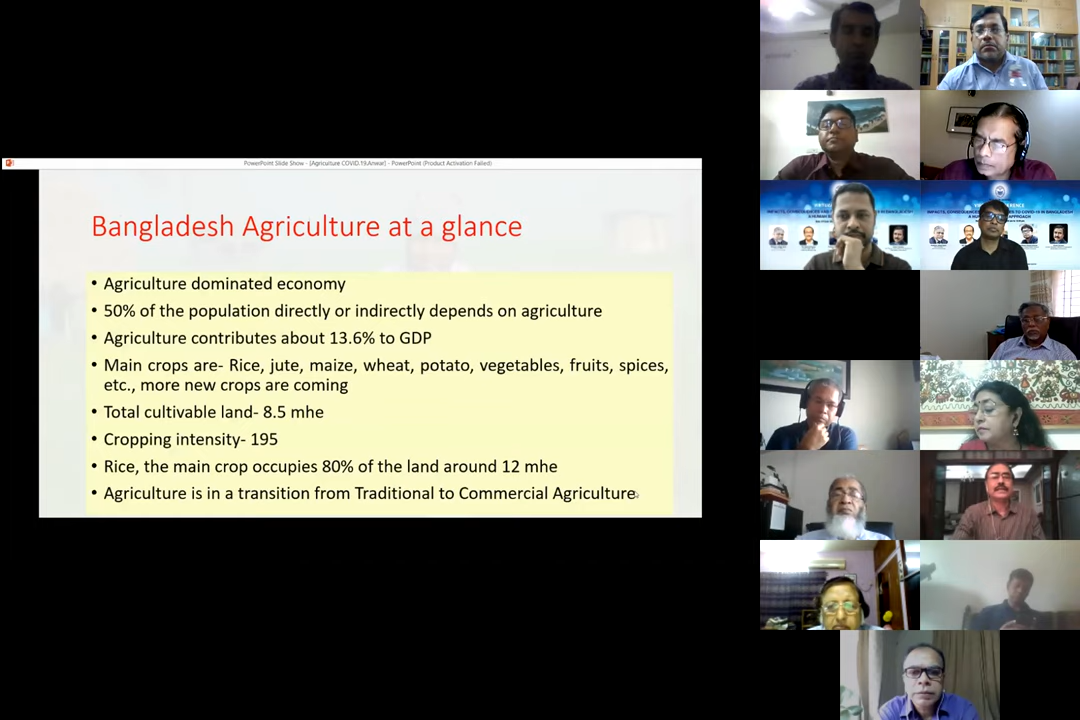 PowerPoint Slide Show - [Agriculture COVID.19.Anwar] - PowerPoint (Product Activation Failed)
Bangladesh Agriculture at a glance
• Agriculture dominated economy
• 50% of the population directly or indirectly depends on agriculture
• Agriculture contributes about 13.6% to GDP
• Main crops are- Rice, jute, maize, wheat, potato, vegetables, fruits, spices,
etc., more new crops are coming
• Total cultivable land- 8.5 mhe
• Cropping intensity- 195
• Rice, the main crop occupies 80% of the land around 12 mhe
• Agriculture is in a transition from Traditional to Commercial Agriculture